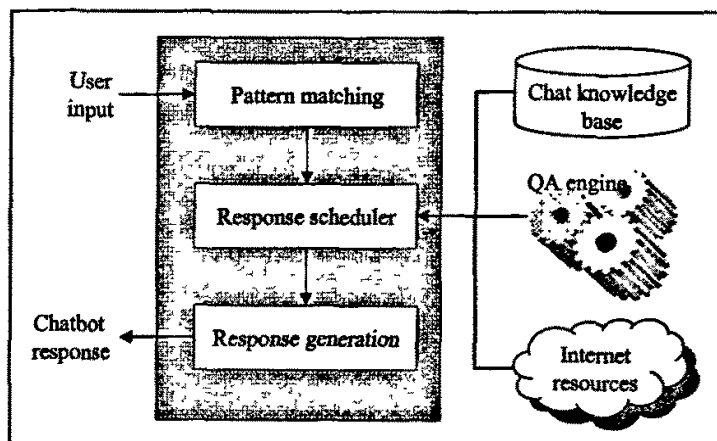 User
input
Pattern matching
Chat knowledge
base
QA engine
Response scheduler
Chatbot
response
Response generation
Internet
resources